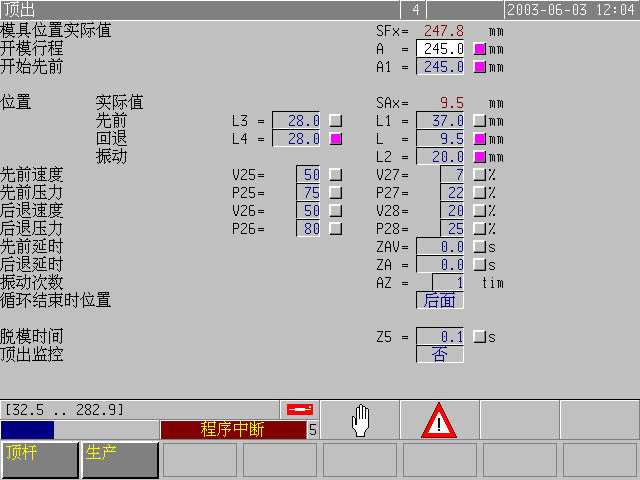 顶出 4 2003-06-03 12:04
模具位置实际值 SFx= 247.8 mm
开模行程 A = 245.0 mm
开始先前 A1 = 245.0 mm
位置 实际值 SAx= 9.5 mm
先前 L3 = 28.0 L1 = 37.0 mm
回退 L4 = 28.0 L = 9.5 mm
振动 L2 = 20.0 mm
先前速度 V25= 50 V27= 7 %
先前压力 P25= 75 P27= 22 %
后退速度 V26= 50 V28= 20 %
后退压力 P26= 80 P28= 25 %
先前延时 ZAV= 0.0 s
后退延时 ZA = 0.0 s
振动次数 AZ = 1 tim
循环结束时位置 后面
脱模时间 Z5 = 0.1 s
顶出监控 否
[32.5 .. 282.9]
程序中断 5
顶杆 生产